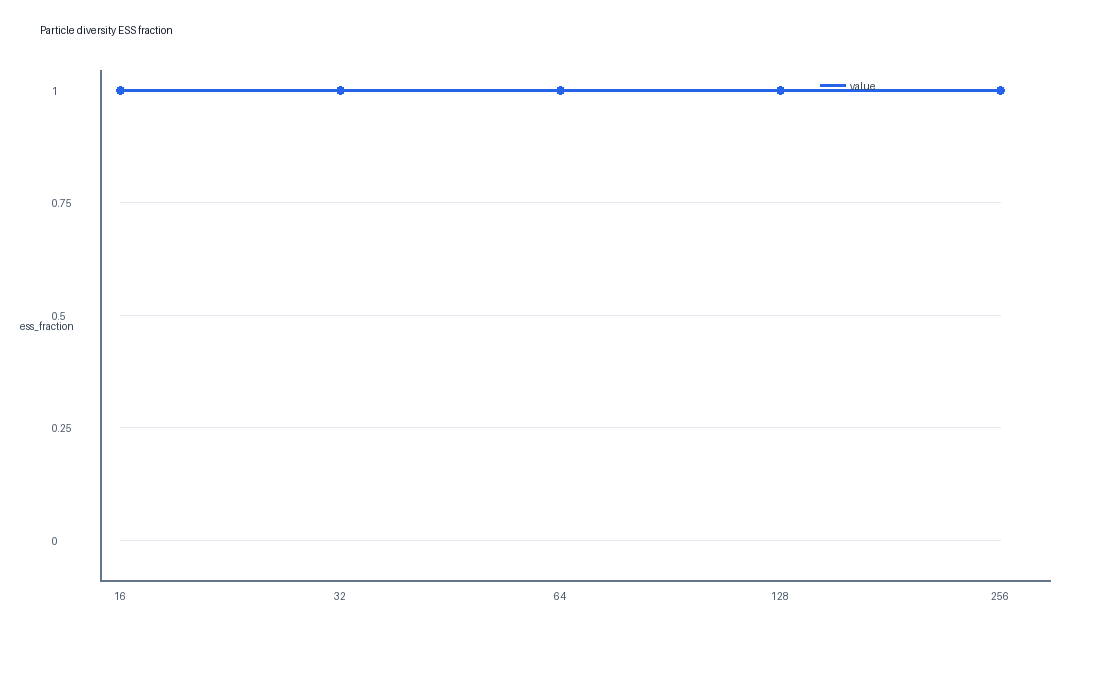 Particle diversity ESS fraction
value
1
0.75
0.5
ess_fraction
0.25
0
16 32 64 128 256